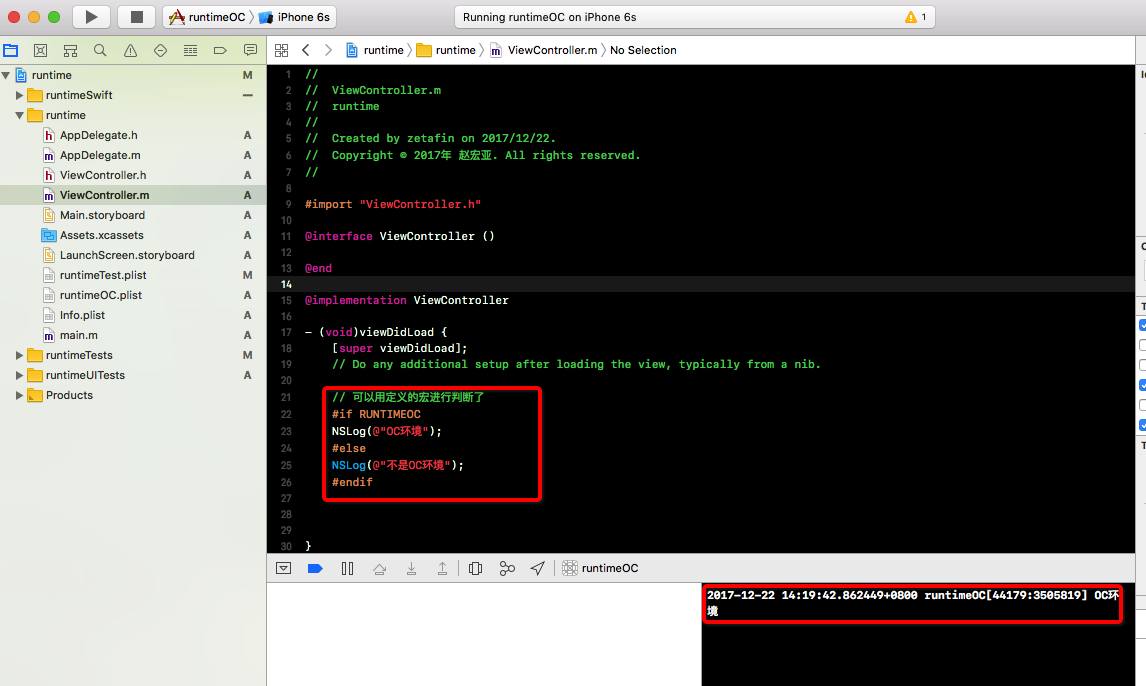 runtimeOC 〉 iPhone 6s
Running runtimeOC on iPhone 6s
1
runtime 〉 runtime 〉 ViewController.m 〉 No Selection
runtime M
runtimeSwift —
runtime
AppDelegate.h A
AppDelegate.m A
ViewController.h A
ViewController.m A
Main.storyboard A
Assets.xcassets A
LaunchScreen.storyboard A
runtimeTest.plist M
runtimeOC.plist A
Info.plist A
main.m A
runtimeTests M
runtimeUITests A
Products
1 //
2 //  ViewController.m
3 //  runtime
4 //
5 //  Created by zetafin on 2017/12/22.
6 //  Copyright © 2017年 赵宏亚. All rights reserved.
7 //
8
9 #import "ViewController.h"
10
11 @interface ViewController ()
12
13 @end
14
15 @implementation ViewController
16
17 - (void)viewDidLoad {
18     [super viewDidLoad];
19     // Do any additional setup after loading the view, typically from a nib.
20
21     // 可以用定义的宏进行判断了
22     #if RUNTIMEOC
23     NSLog(@"OC环境");
24     #else
25     NSLog(@"不是OC环境");
26     #endif
27
28
29
30 }
runtimeOC
2017-12-22 14:19:42.862449+0800 runtimeOC[44179:3505819] OC环
境